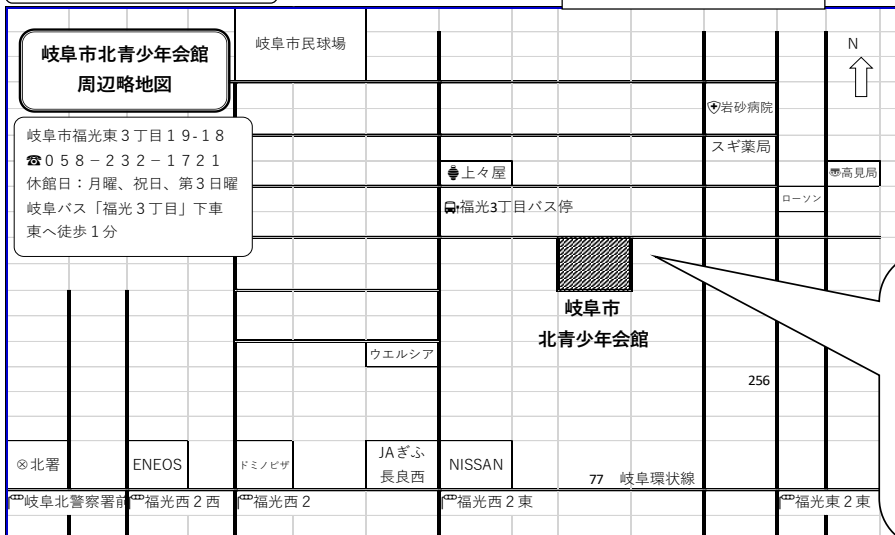 岐阜市北青少年会館
周辺略地図
岐阜市民球場
N
岐阜市福光東３丁目１９-１８
☎０５８－２３２－１７２１
休館日：月曜、祝日、第３日曜
岐阜バス「福光３丁目」下車
東へ徒歩１分
岩砂病院
スギ薬局
上々屋
高見局
福光3丁目バス停
ローソン
岐阜市
北青少年会館
ウエルシア
256
⊗北署
ENEOS
ドミノピザ
JAぎふ
長良西
NISSAN
77　岐阜環状線
岐阜北警察署前
福光西２西
福光西２
福光西２東
福光東２東